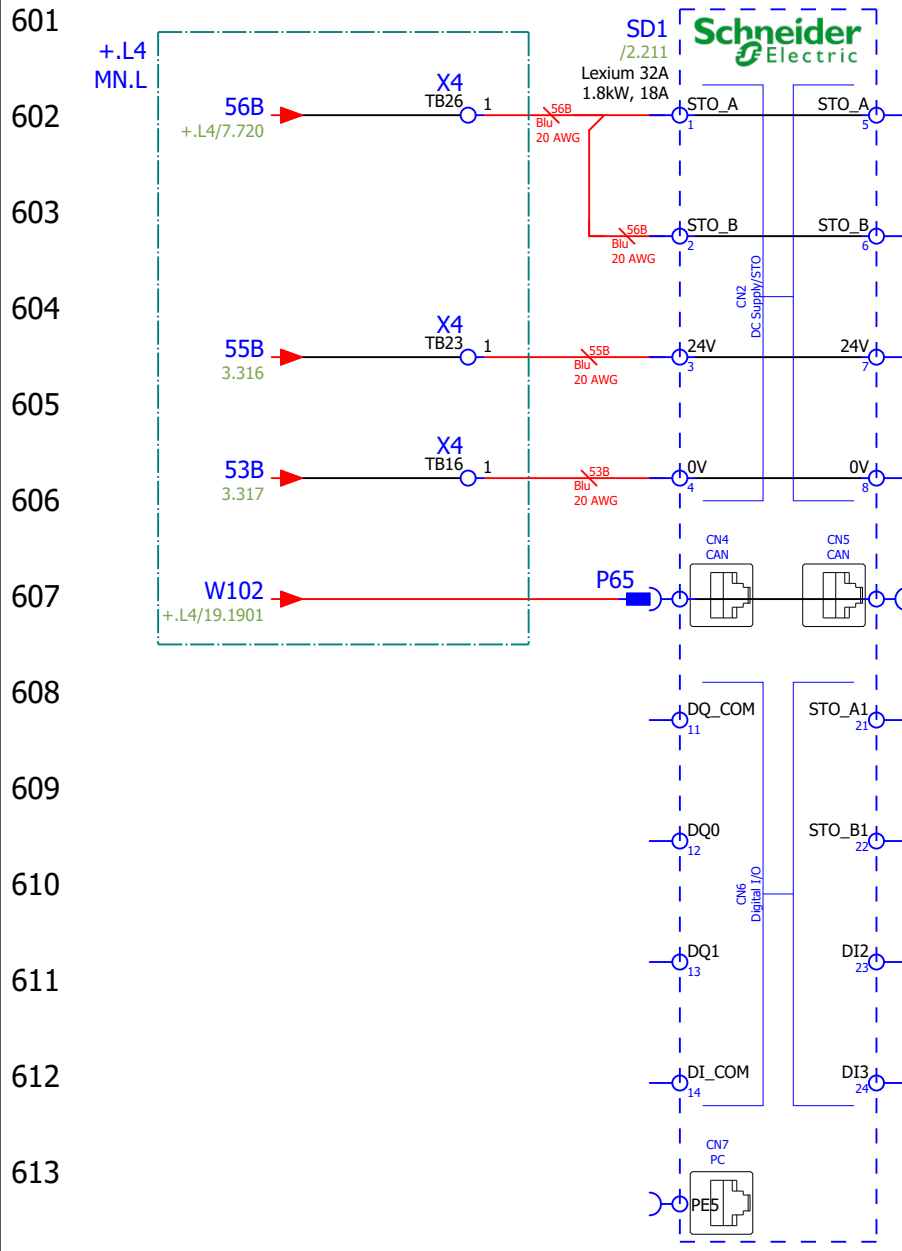 601
+.L4
MN.L
SD1
/2.211
Lexium 32A
1.8kW, 18A
Schneider
Electric
602
56B
+.L4/7.720
X4
TB26
1
56B
Blu
20 AWG
STO_A
1
STO_A
5
603
56B
Blu
20 AWG
STO_B
2
STO_B
6
CN2
DC Supply/STO
604
55B
3.316
X4
TB23
1
55B
Blu
20 AWG
24V
3
24V
7
605
53B
3.317
X4
TB16
1
53B
Blu
20 AWG
0V
4
0V
8
606
CN4
CAN
CN5
CAN
607
W102
+.L4/19.1901
P65
608
DQ_COM
11
STO_A1
21
609
DQ0
12
STO_B1
22
610
CN6
Digital I/O
DQ1
13
DI2
23
611
612
DI_COM
14
DI3
24
613
CN7
PC
PE5